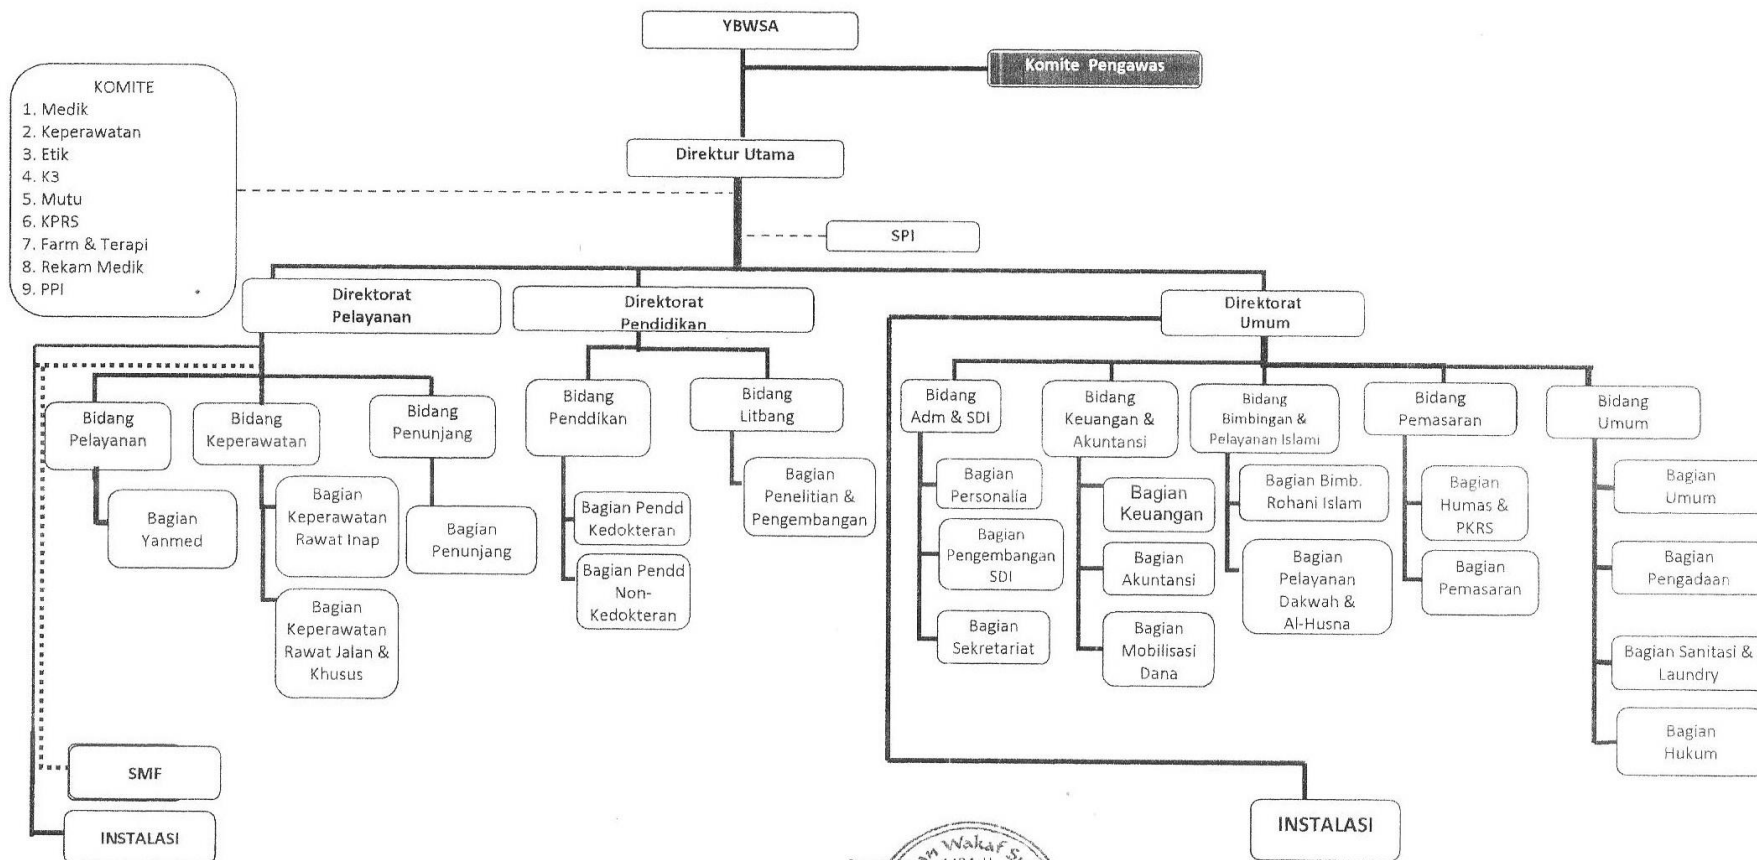 YBWSA
Komite Pengawas
KOMITE
1. Medik
2. Keperawatan
3. Etik
4. K3
5. Mutu
6. KPRS
7. Farm & Terapi
8. Rekam Medik
9. PPI
Direktur Utama
SPI
Direktorat
Pelayanan
Direktorat
Pendidikan
Direktorat
Umum
Bidang
Pelayanan
Bidang
Keperawatan
Bidang
Penunjang
Bidang
Penddikan
Bidang
Litbang
Bidang
Adm & SDI
Bidang
Keuangan &
Akuntansi
Bidang
Bimbingan &
Pelayanan Islami
Bidang
Pemasaran
Bidang
Umum
Bagian
Yanmed
Bagian
Keperawatan
Rawat Inap
Bagian
Keperawatan
Rawat Jalan &
Khusus
Bagian
Penunjang
Bagian Pendd
Kedokteran
Bagian Pendd
Non-
Kedokteran
Bagian
Penelitian &
Pengembangan
Bagian
Personalia
Bagian
Pengembangan
SDI
Bagian
Sekretariat
Bagian
Keuangan
Bagian
Akuntansi
Bagian
Mobilisasi
Dana
Bagian Bimb.
Rohani Islam
Bagian
Pelayanan
Dakwah &
Al-Husna
Bagian
Humas &
PKRS
Bagian
Pemasaran
Bagian
Umum
Bagian
Pengadaan
Bagian Sanitasi &
Laundry
Bagian
Hukum
SMF
INSTALASI
INSTALASI
Wakaf